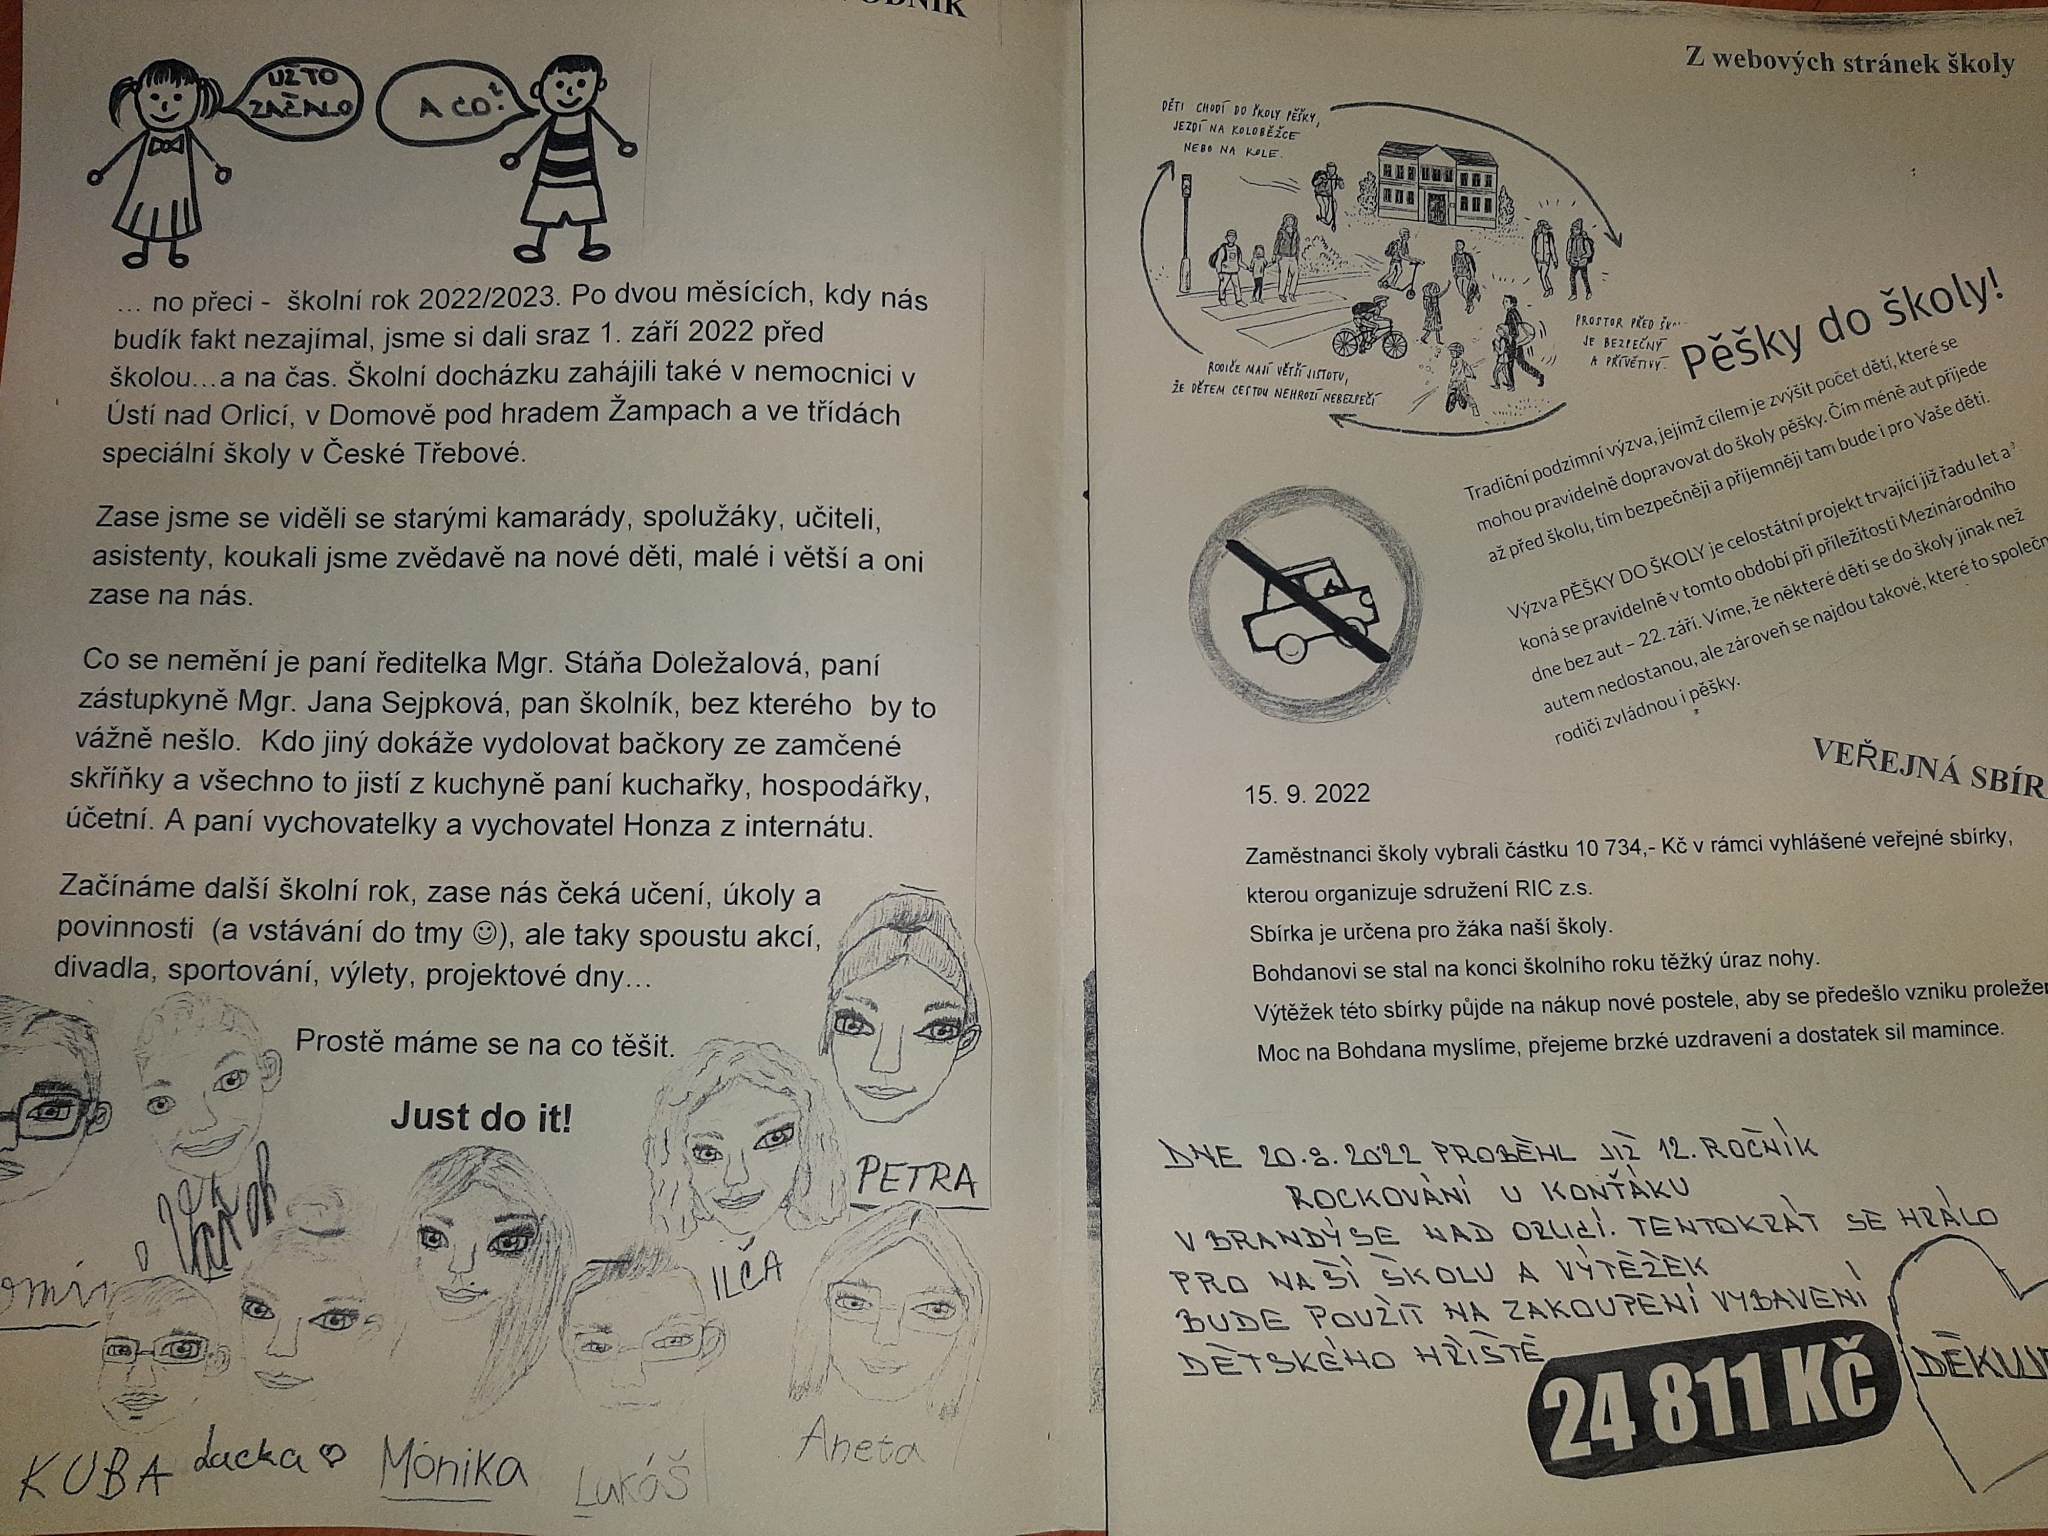 UŽ TO
ZAČALO
A CO?
… no přeci - školní rok 2022/2023. Po dvou měsících, kdy nás
budík fakt nezajímal, jsme si dali sraz 1. září 2022 před
školou…a na čas. Školní docházku zahájili také v nemocnici v
Ústí nad Orlicí, v Domově pod hradem Žampach a ve třídách
speciální školy v České Třebové.
Zase jsme se viděli se starými kamarády, spolužáky, učiteli,
asistenty, koukali jsme zvědavě na nové děti, malé i větší a oni
zase na nás.
Co se nemění je paní ředitelka Mgr. Stáňa Doležalová, paní
zástupkyně Mgr. Jana Sejpková, pan školník, bez kterého by to
vážně nešlo. Kdo jiný dokáže vydolovat bačkory ze zamčené
skříňky a všechno to jistí z kuchyně paní kuchařky, hospodářky,
účetní. A paní vychovatelky a vychovatel Honza z internátu.
Začínáme další školní rok, zase nás čeká učení, úkoly a
povinnosti (a vstávání do tmy ☺), ale taky spoustu akcí,
divadla, sportování, výlety, projektové dny…
Prostě máme se na co těšit.
Just do it!
PETRA
ILČA
KUBA
Lacka
Monika
Lukáš
Aneta
Z webových stránek školy
DĚTI CHODÍ DO ŠKOLY PĚŠKY,
JEZDÍ NA KOLOBĚŽCE
NEBO NA KOLE.
PROSTOR PŘED
JE BEZPEČNÝ
A PŘÍVĚTIVÝ.
RODIČE MAJÍ VĚTŠÍ JISTOTU,
ŽE DĚTEM CESTOU NEHROZÍ NEBEZPEČÍ
Pěšky do školy!
Tradiční podzimní výzva, jejímž cílem je zvýšit počet dětí, které se
mohou pravidelně dopravovat do školy pěšky. Čím méně aut přijede
až před školu, tím bezpečněji a příjemněji tam bude i pro Vaše děti.
Výzva PĚŠKY DO ŠKOLY je celostátní projekt trvající již řadu let a
koná se pravidelně v tomto období při příležitosti Mezinárodního
dne bez aut – 22. září. Víme, že některé děti se do školy jinak než
autem nedostanou, ale zároveň se najdou takové, které to společn
rodiči zvládnou i pěšky.
VEŘEJNÁ SBÍR
15. 9. 2022
Zaměstnanci školy vybrali částku 10 734,- Kč v rámci vyhlášené veřejné sbírky,
kterou organizuje sdružení RIC z.s.
Sbírka je určena pro žáka naší školy.
Bohdanovi se stal na konci školního roku těžký úraz nohy.
Výtěžek této sbírky půjde na nákup nové postele, aby se předešlo vzniku proležen
Moc na Bohdana myslíme, přejeme brzké uzdravení a dostatek sil mamince.
DNE 20.8.2022 PROBĚHL JIŽ 12. ROČNÍK
ROCKOVÁNÍ U KONŤÁKU
V BRANDÝSE NAD ORLICÍ. TENTOKRÁT SE HRÁLO
PRO NAŠÍ ŠKOLU A VÝTĚŽEK
BUDE POUŽIT NA ZAKOUPENÍ VYBAVENÍ
DĚTSKÉHO HŘIŠTĚ
24 811 KČ
DĚKUJ